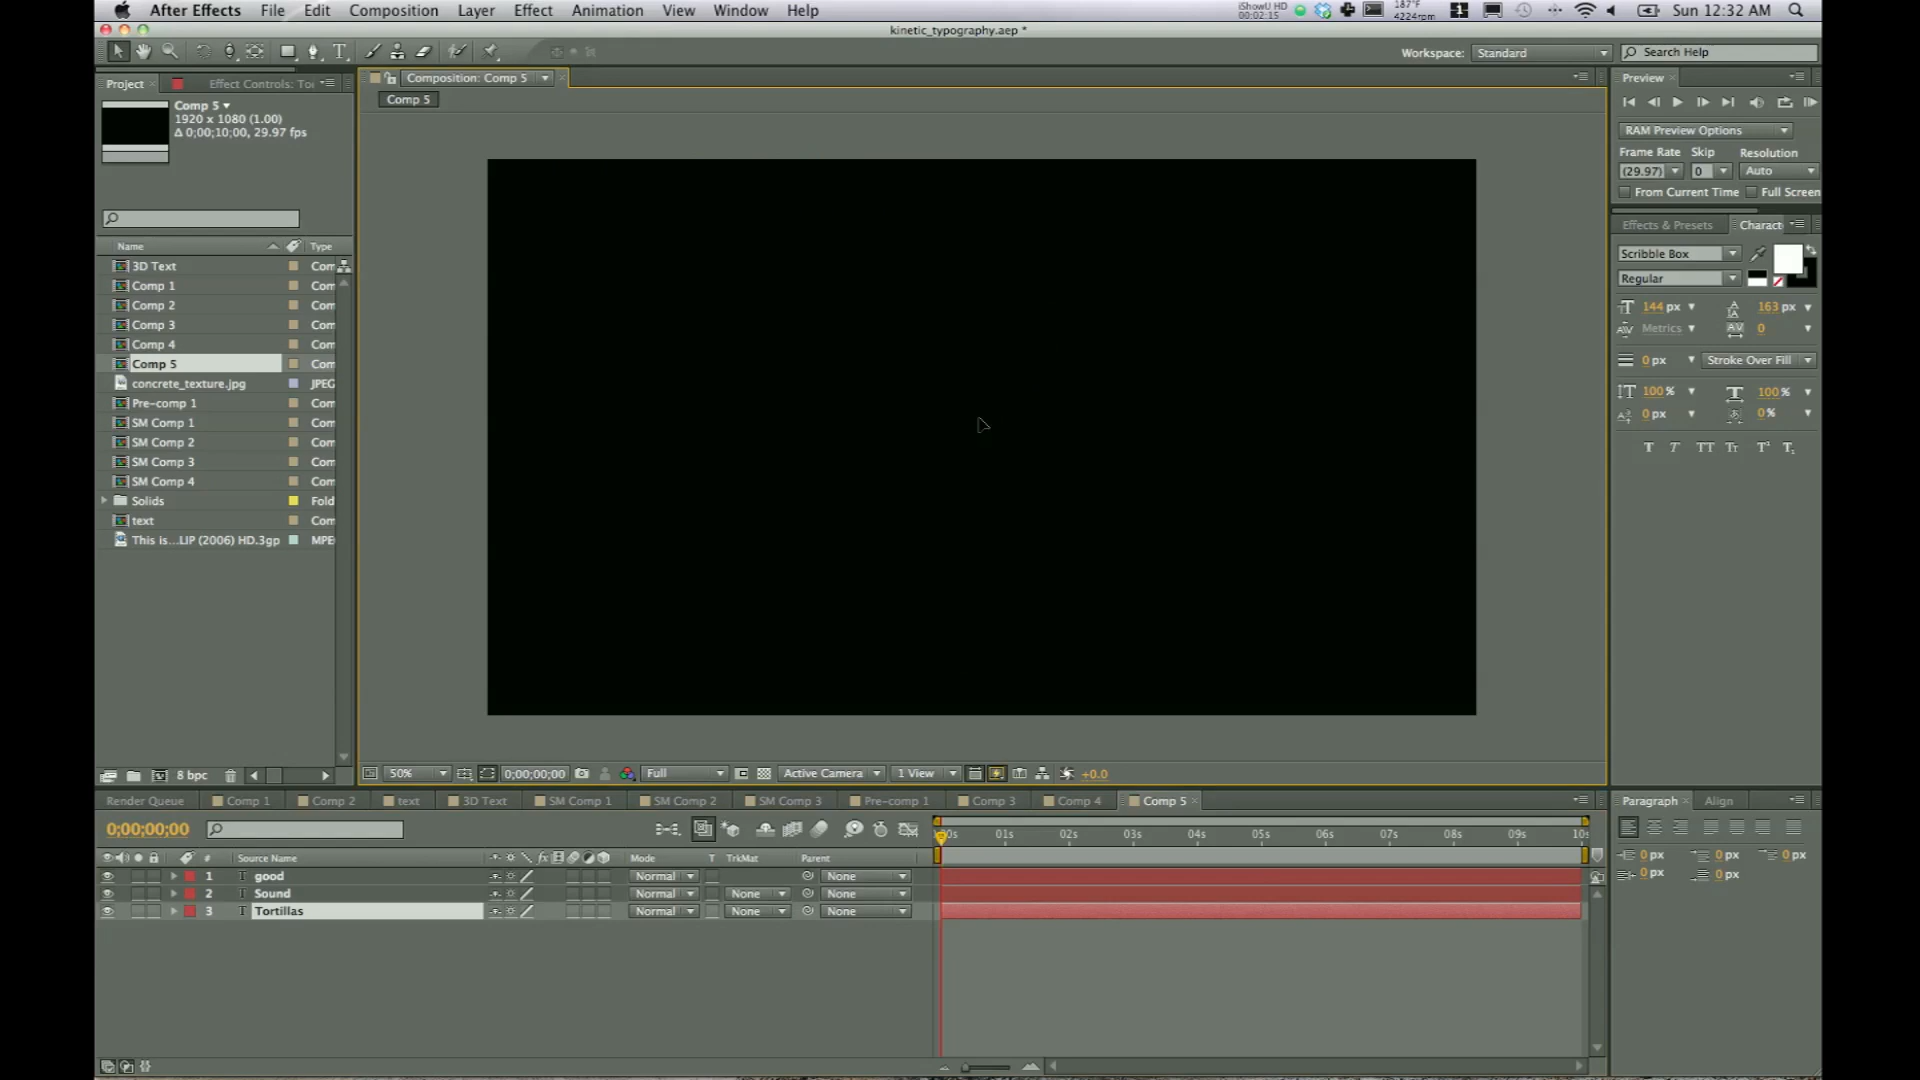 After Effects File Edit Composition Layer Effect Animation View Window Help
iShowU HD 00:02:15
187°F 4224rpm
Sun 12:32 AM
kinetic_typography.aep *
Workspace: Standard
Search Help
Project
Effect Controls: Tor
Composition: Comp 5
Comp 5
Comp 5
1920 x 1080 (1.00)
Δ 0;00;10;00, 29.97 fps
Name Type
3D Text Com
Comp 1 Com
Comp 2 Com
Comp 3 Com
Comp 4 Com
Comp 5 Com
concrete_texture.jpg JPEG
Pre-comp 1 Com
SM Comp 1 Com
SM Comp 2 Com
SM Comp 3 Com
SM Comp 4 Com
Solids Fold
text Com
This is...LIP (2006) HD.3gp MPE
8 bpc
50% 0;00;00;00 Full Active Camera 1 View +0.0
Preview
RAM Preview Options
Frame Rate Skip Resolution
(29.97) 0 Auto
From Current Time Full Screen
Effects & Presets Charact
Scribble Box
Regular
144 px 163 px
Metrics 0
0 px Stroke Over Fill
100 % 100 %
0 px 0 %
T T TT Tt T¹ T₁
Render Queue Comp 1 Comp 2 text 3D Text SM Comp 1 SM Comp 2 SM Comp 3 Pre-comp 1 Comp 3 Comp 4 Comp 5
0;00;00;00
00s 01s 02s 03s 04s 05s 06s 07s 08s 09s 10s
# Source Name Mode T TrkMat Parent
1 T good Normal None
2 T Sound Normal None None
3 T Tortillas Normal None None
Paragraph Align
0 px 0 px 0 px
0 px 0 px